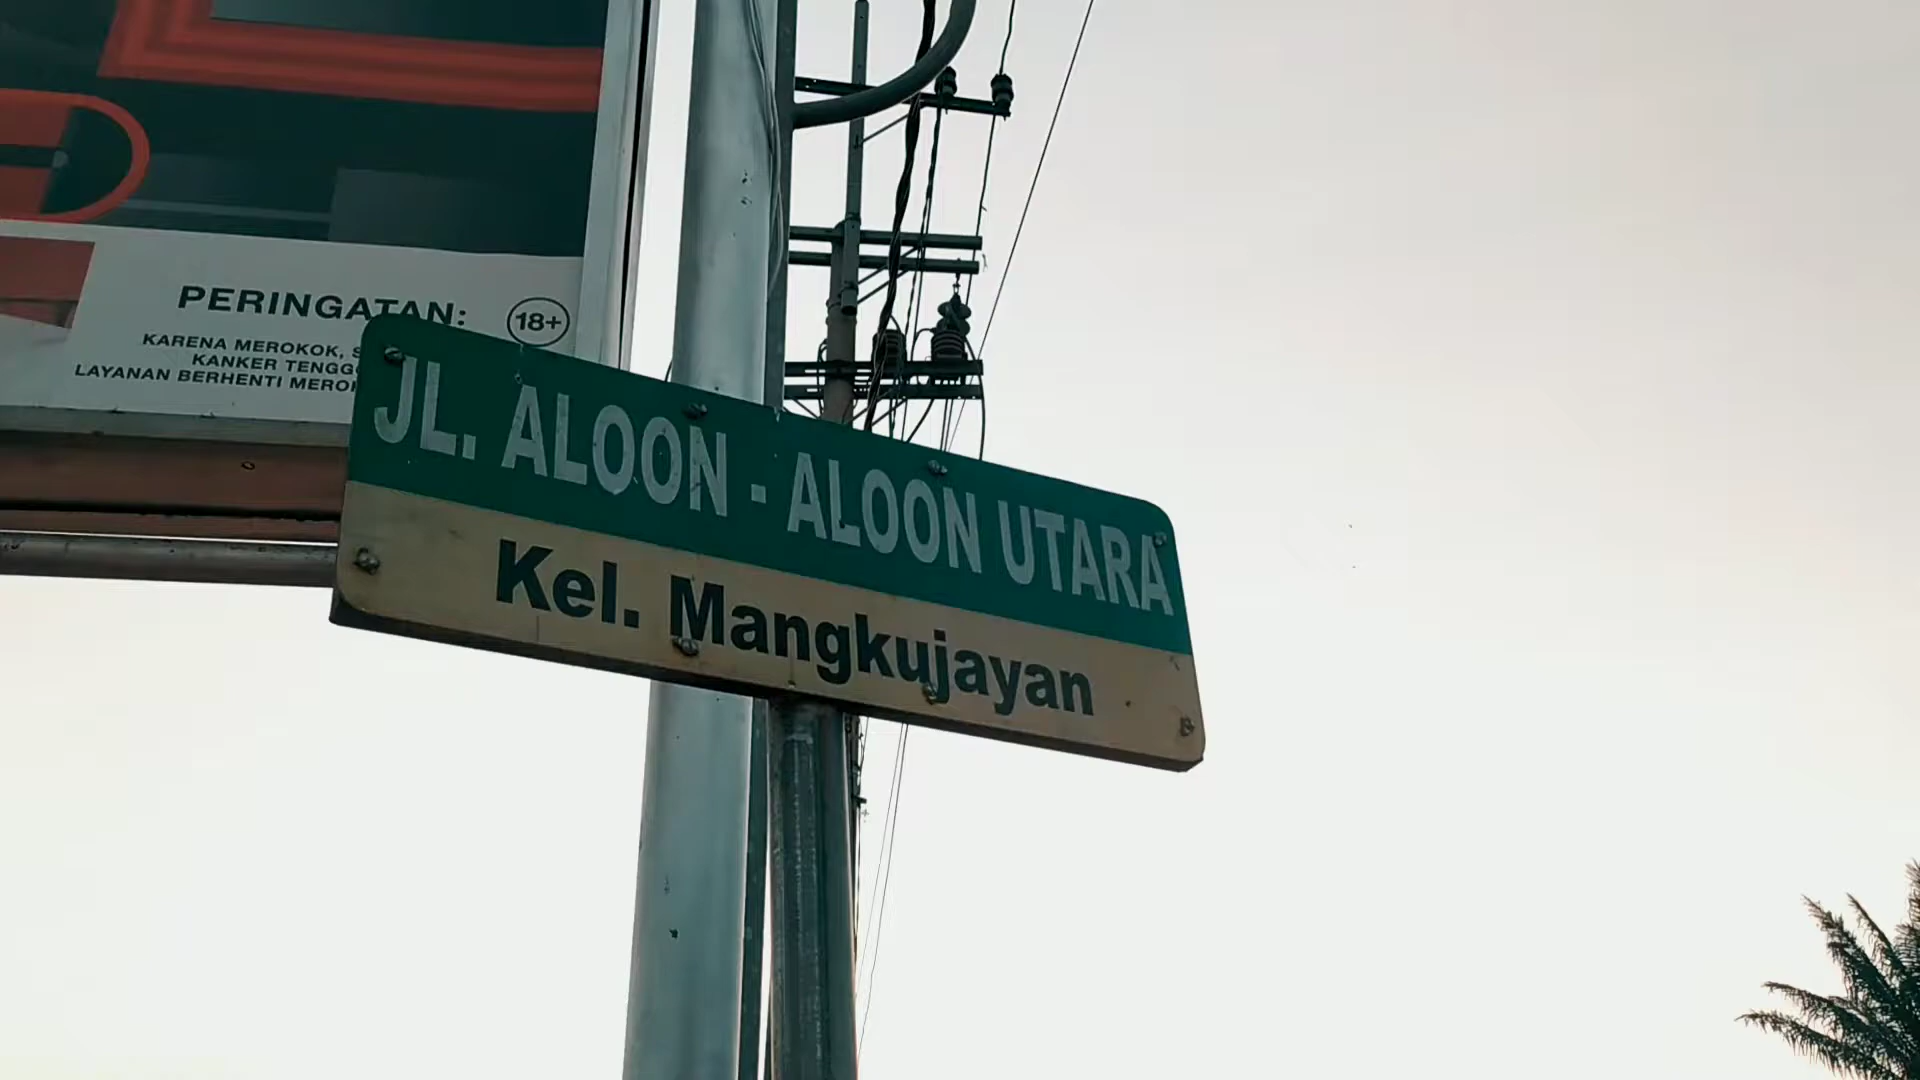 PERINGATAN:
18+
KARENA MEROKOK,
KANKER
LAYANAN BERHENTI
JL. ALOON - ALOON UTARA
Kel. Mangkujayan